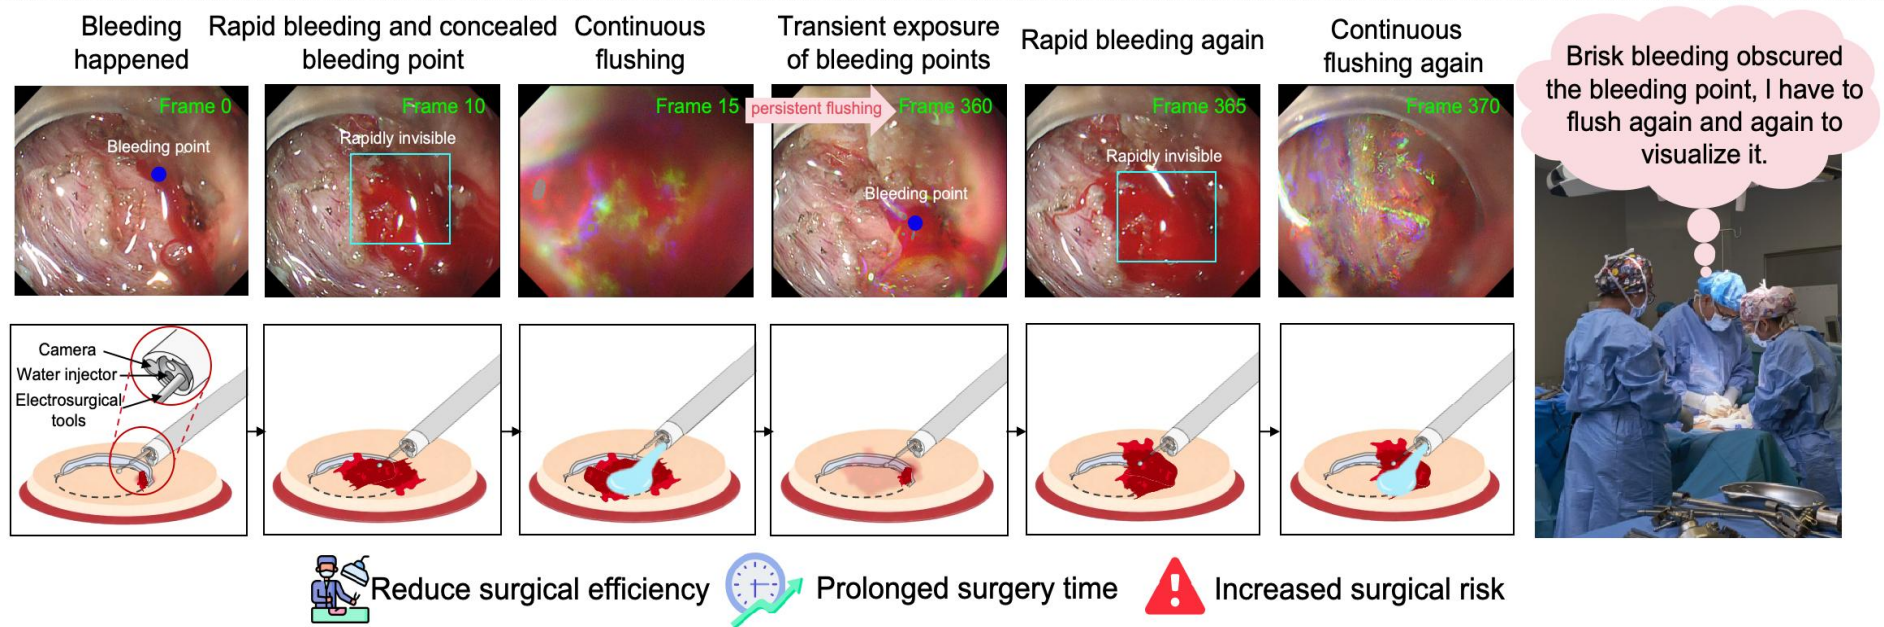 Bleeding
happened
Rapid bleeding and concealed
bleeding point
Continuous
flushing
Transient exposure
of bleeding points
Rapid bleeding again
Continuous
flushing again
Frame 0
Bleeding point
Frame 10
Rapidly invisible
Frame 15
persistent flushing
Frame 360
Bleeding point
Frame 365
Rapidly invisible
Frame 370
Brisk bleeding obscured
the bleeding point, I have to
flush again and again to
visualize it.
Camera
Water injector
Electrosurgical
tools
Reduce surgical efficiency
Prolonged surgery time
Increased surgical risk